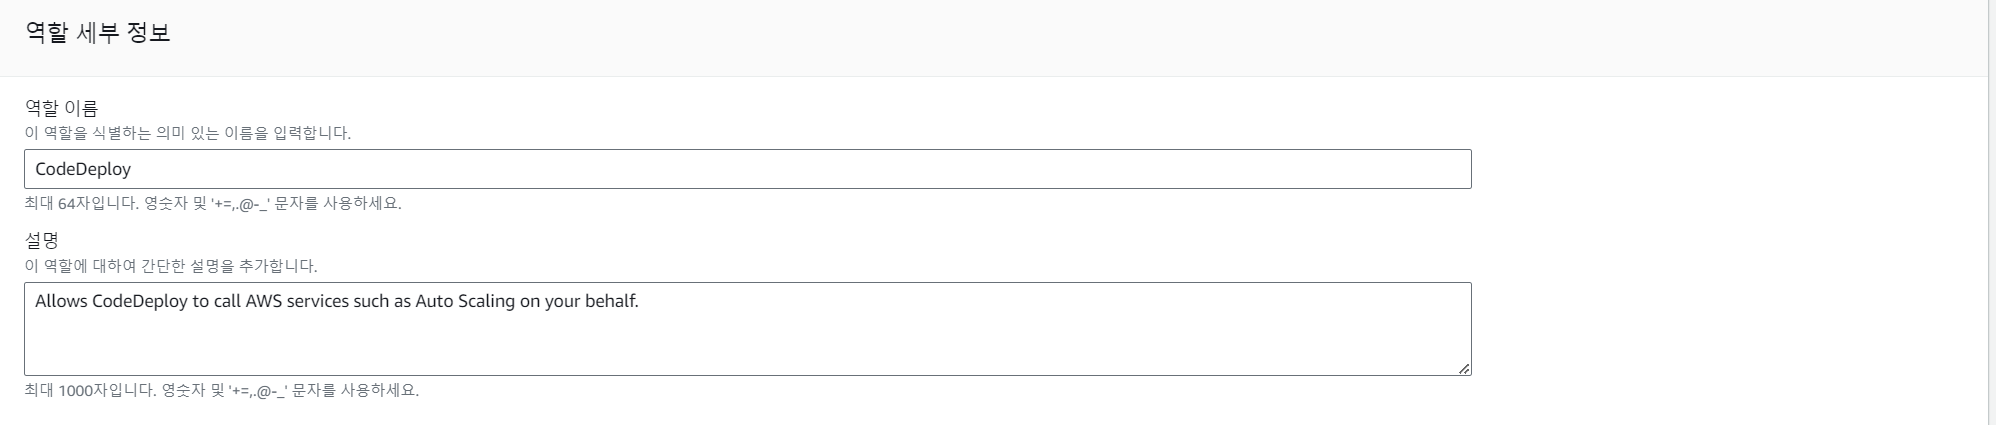 역할 세부 정보
역할 이름
이 역할을 식별하는 의미 있는 이름을 입력합니다.
CodeDeploy
최대 64자입니다. 영숫자 및 '+=,.@-_' 문자를 사용하세요.
설명
이 역할에 대하여 간단한 설명을 추가합니다.
Allows CodeDeploy to call AWS services such as Auto Scaling on your behalf.
최대 1000자입니다. 영숫자 및 '+=,.@-_' 문자를 사용하세요.